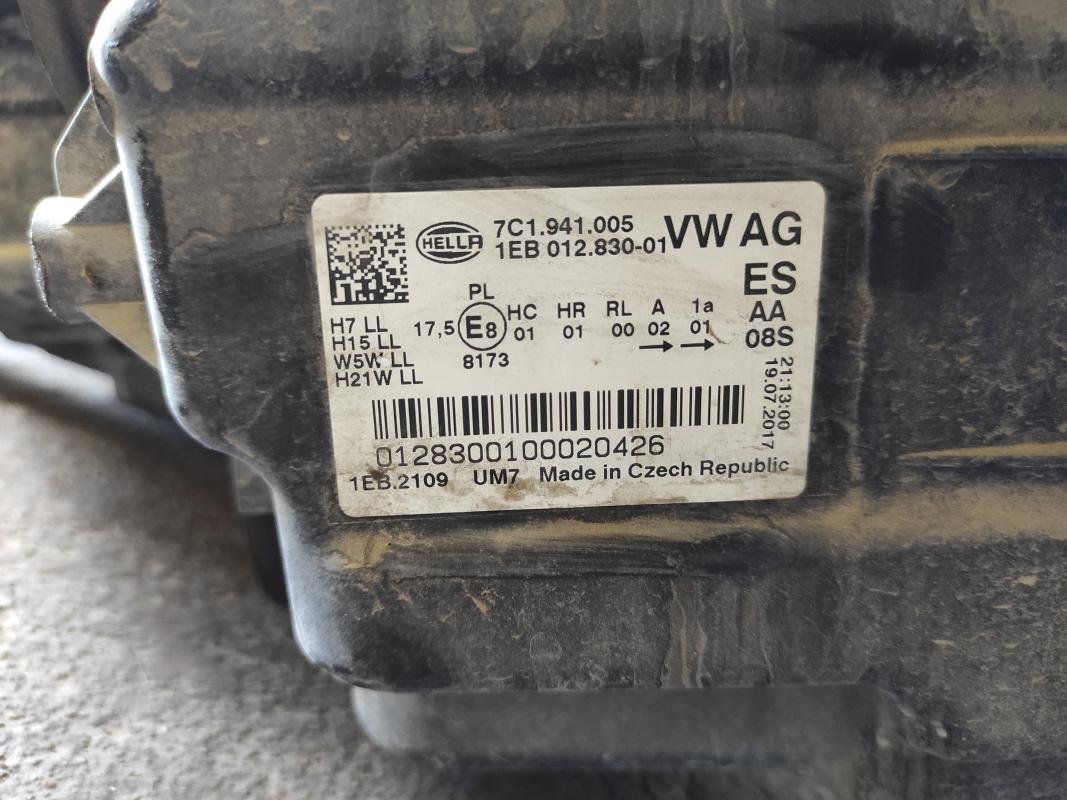 HELLA 7C1.941.005 VW AG
1EB 012.830-01
ES
PL
H7 LL 17,5 E8 HC HR RL A 1a AA
H15 LL 01 01 00 02 01 08S
W5W LL 8173
H21W LL
21:13:00
19.07.2017
0128300100020426
1EB.2109 UM7 Made in Czech Republic